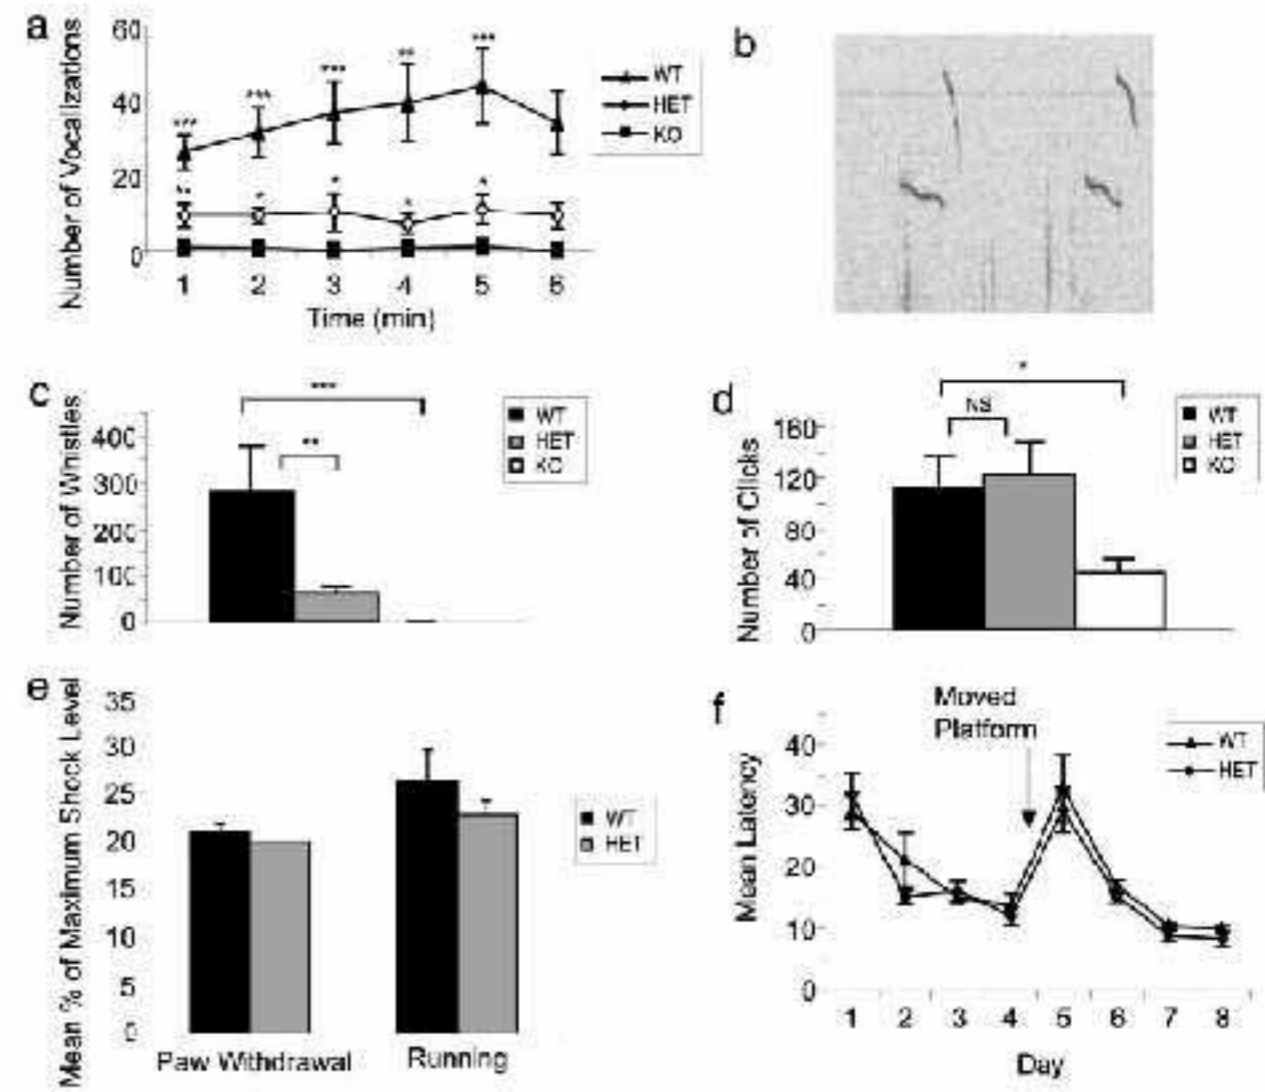 a
Number of Vocalizations
60
40
20
0
***
***
***
**
***
*
*
*
*
1 2 3 4 5 6
Time (min)
WT
HET
KO
b
c
Number of Whistles
400
300
200
100
0
***
**
WT
HET
KO
d
Number of Clicks
160
120
80
40
0
*
NS
WT
HET
KO
e
Mean % of Maximum Shock Level
35
30
25
20
15
10
5
0
Paw Withdrawal Running
WT
HET
f
Mean Latency
40
30
20
10
0
Moved
Platform
WT
HET
1 2 3 4 5 6 7 8
Day